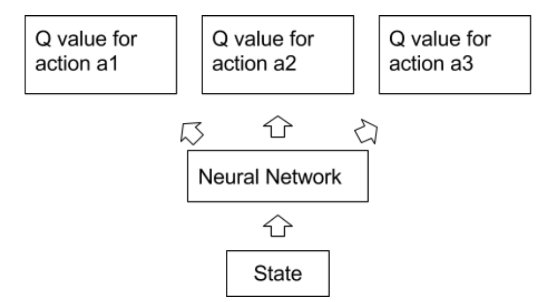 Q value for
action a1
Q value for
action a2
Q value for
action a3
Neural Network
State